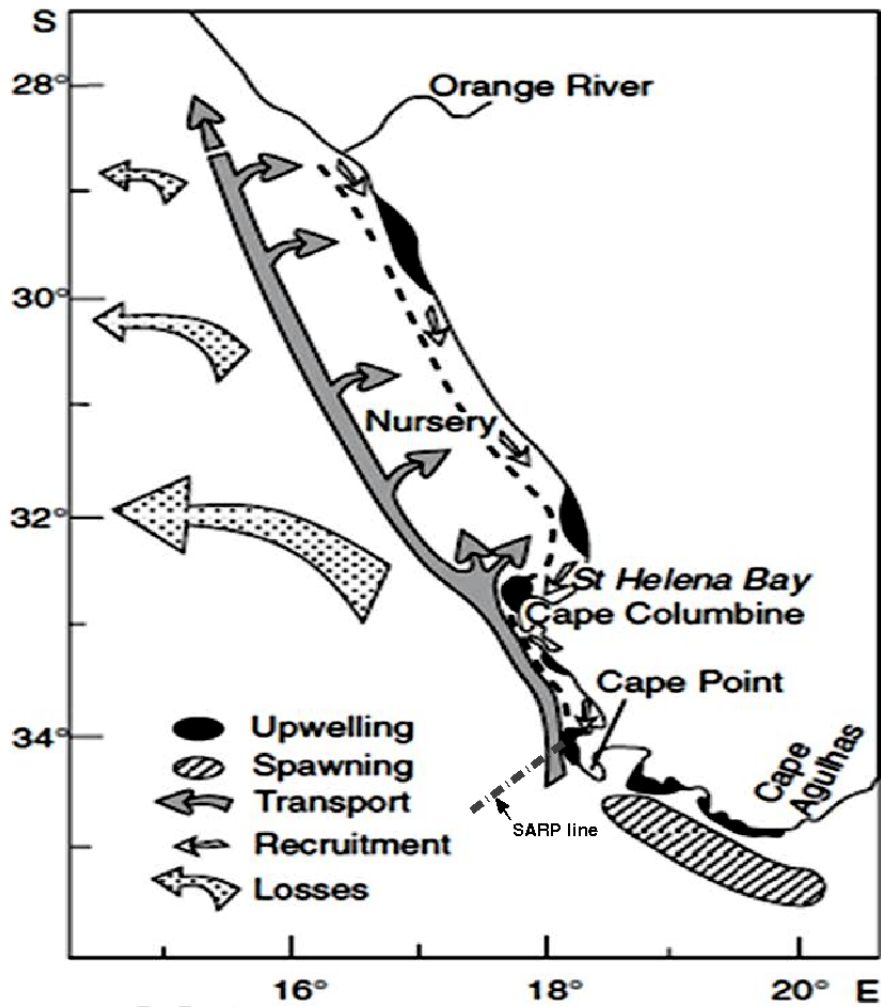 S
28°
Orange River
30°
Nursery
32°
St Helena Bay
Cape Columbine
Cape Point
34°
Upwelling
Spawning
Transport
Recruitment
Losses
SARP line
Cape
Agulhas
16°
18°
20° E